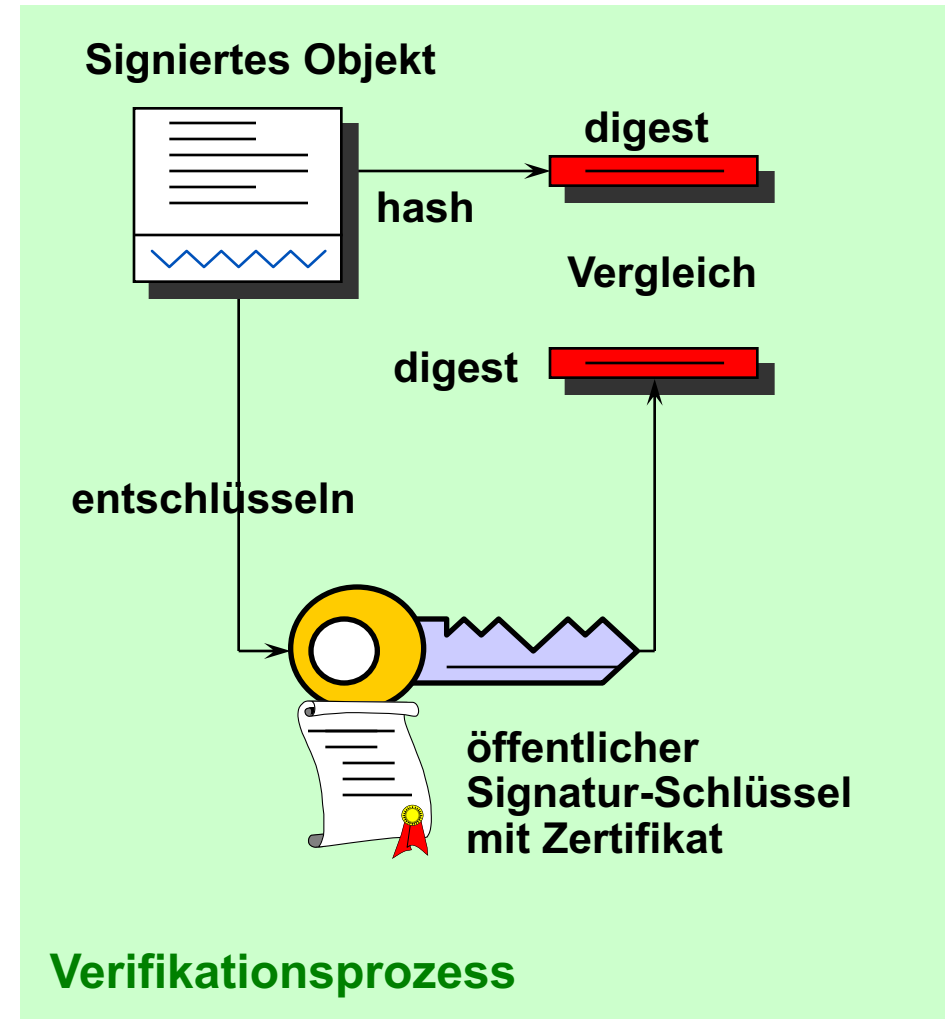 Signiertes Objekt
digest
hash
Vergleich
digest
entschlüsseln
öffentlicher
Signatur-Schlüssel
mit Zertifikat
Verifikationsprozess